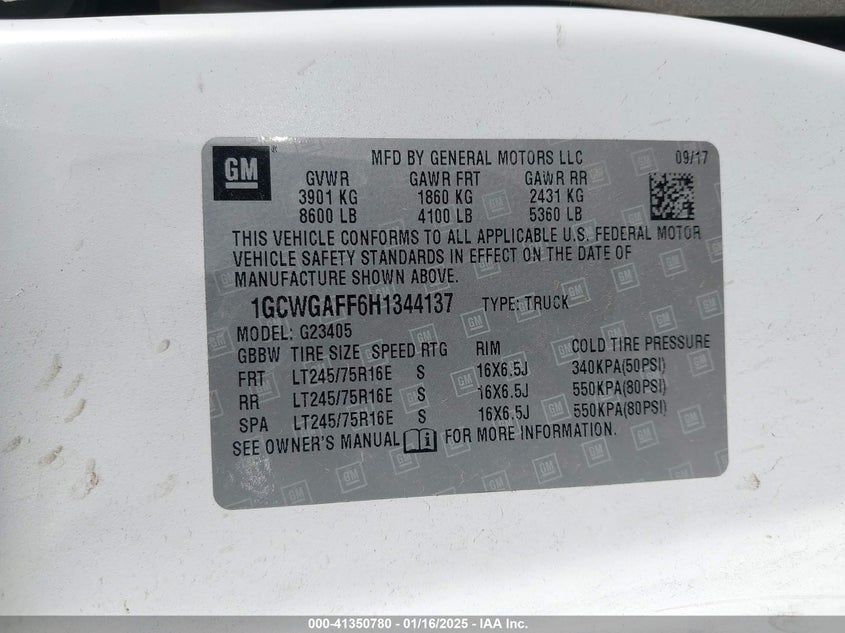 GM
MFD BY GENERAL MOTORS LLC 09/17
GVWR GAWR FRT GAWR RR
3901 KG 1860 KG 2431 KG
8600 LB 4100 LB 5360 LB
THIS VEHICLE CONFORMS TO ALL APPLICABLE U.S. FEDERAL MOTOR
VEHICLE SAFETY STANDARDS IN EFFECT ON THE DATE OF
MANUFACTURE SHOWN ABOVE.
1GCWGAFF6H1344137 TYPE: TRUCK
MODEL: G23405
GBBW TIRE SIZE SPEED RTG RIM COLD TIRE PRESSURE
FRT LT245/75R16E S 16X6.5J 340KPA(50PSI)
RR LT245/75R16E S 16X6.5J 550KPA(80PSI)
SPA LT245/75R16E S 16X6.5J 550KPA(80PSI)
SEE OWNER'S MANUAL FOR MORE INFORMATION.
000-41350780 - 01/16/2025 - IAA Inc.